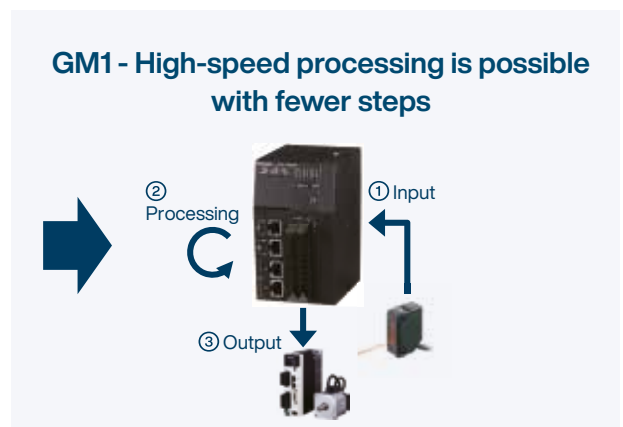 GM1 - High-speed processing is possible
with fewer steps
② 
Processing
① Input
③ Output